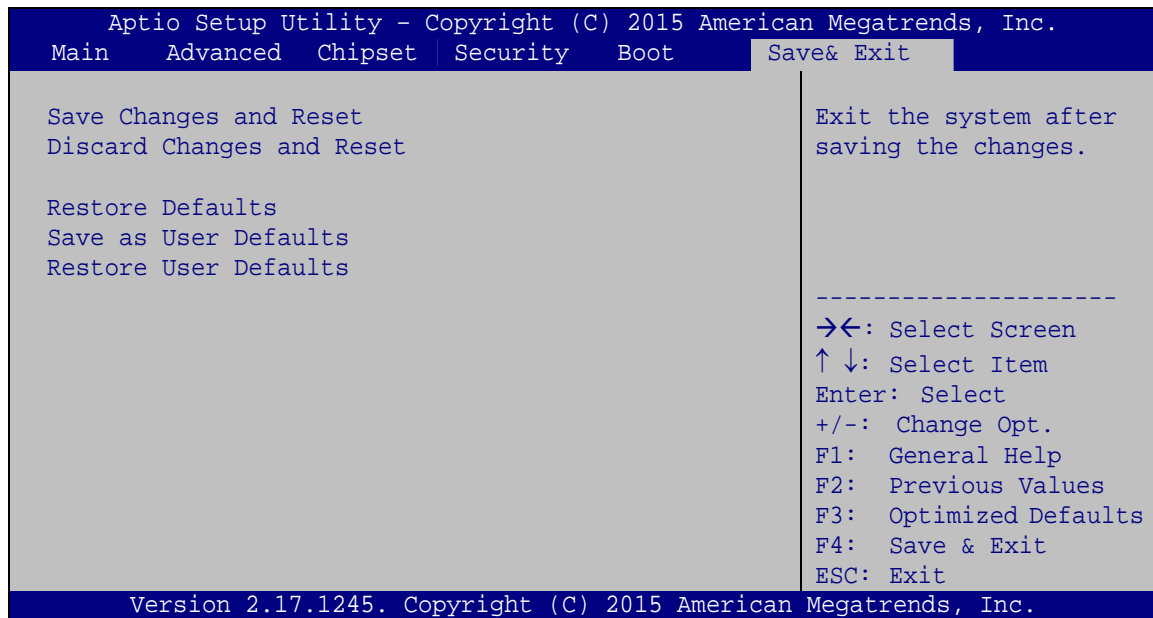 Aptio Setup Utility – Copyright (C) 2015 American Megatrends, Inc.
Main Advanced Chipset Security Boot Save& Exit
Save Changes and Reset
Discard Changes and Reset
Restore Defaults
Save as User Defaults
Restore User Defaults
Exit the system after
saving the changes.
---------------------
→←: Select Screen
↑ ↓: Select Item
Enter: Select
+/-: Change Opt.
F1: General Help
F2: Previous Values
F3: Optimized Defaults
F4: Save & Exit
ESC: Exit
Version 2.17.1245. Copyright (C) 2015 American Megatrends, Inc.